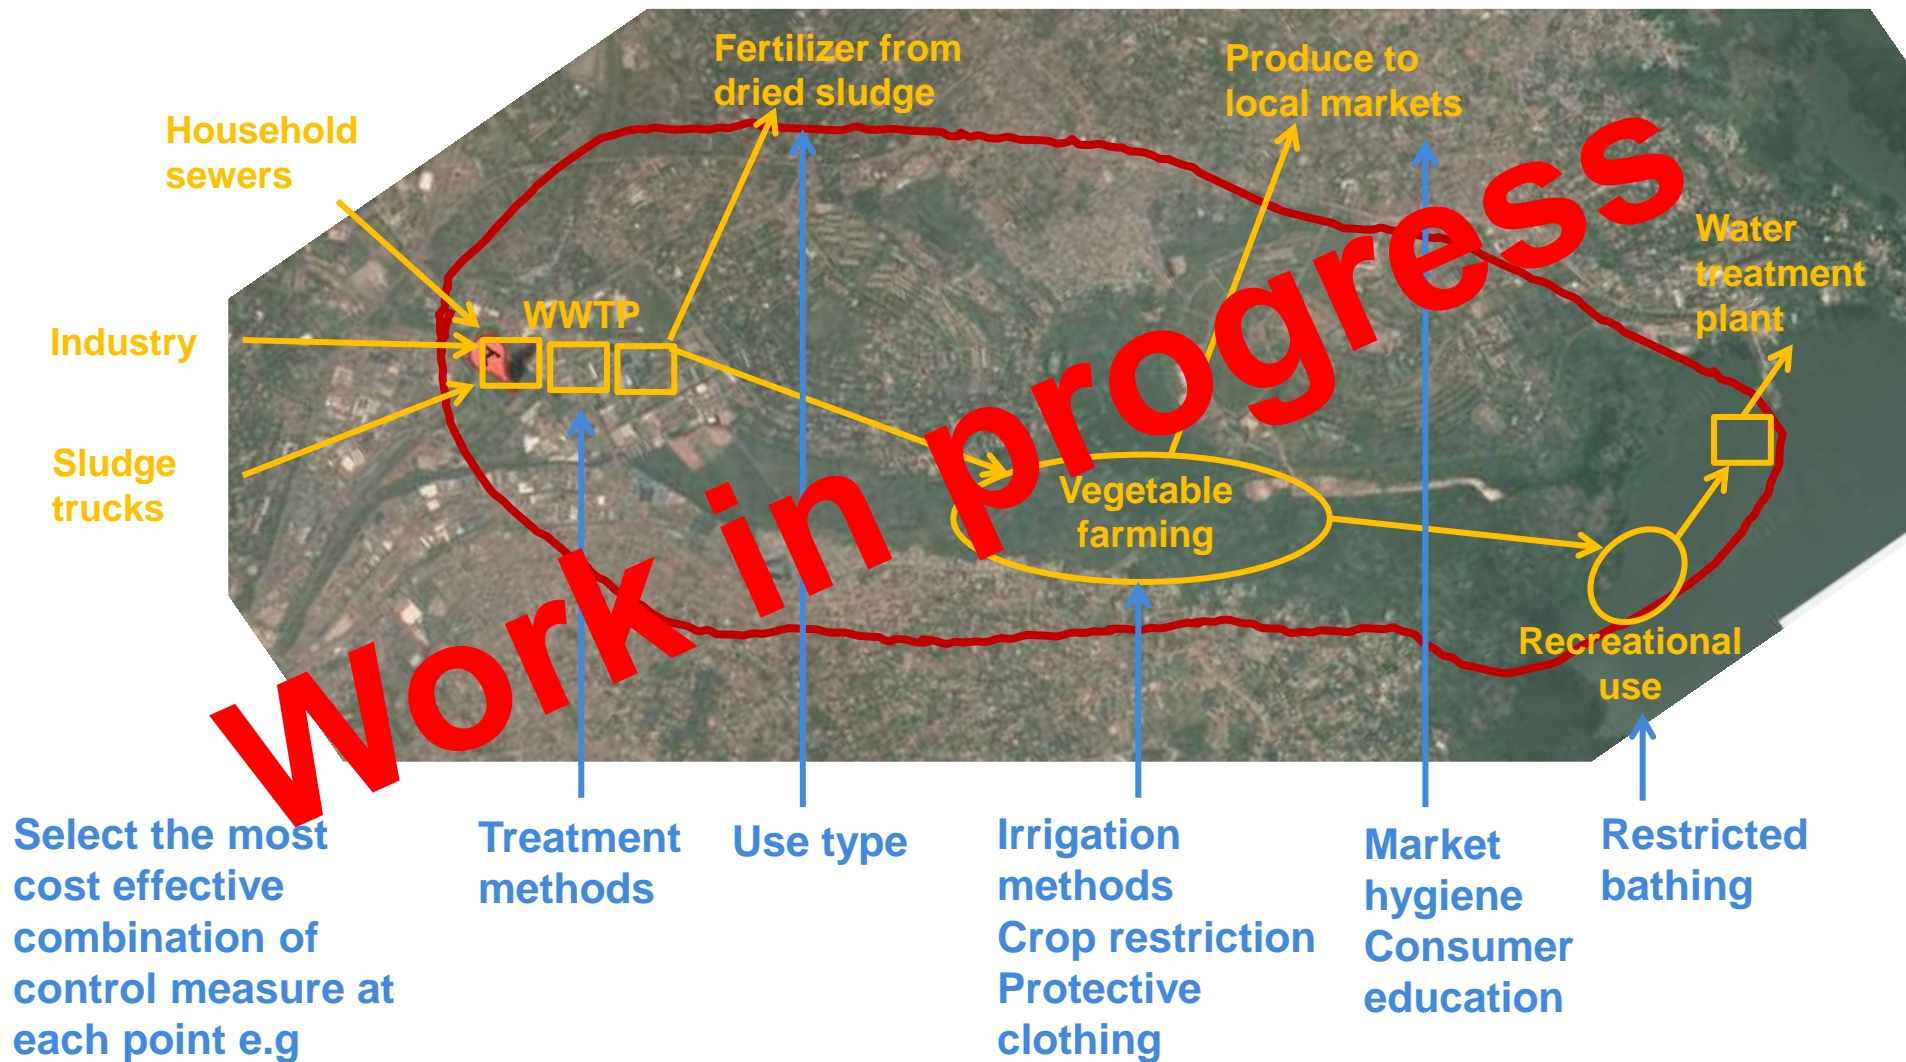 Fertilizer from
dried sludge
Produce to
local markets
Household
sewers
Water
treatment
plant
WWTP
Industry
Sludge
trucks
Vegetable
farming
Recreational
use
Work in progress
Select the most
cost effective
combination of
control measure at
each point e.g
Treatment
methods
Use type
Irrigation
methods
Crop restriction
Protective
clothing
Market
hygiene
Consumer
education
Restricted
bathing